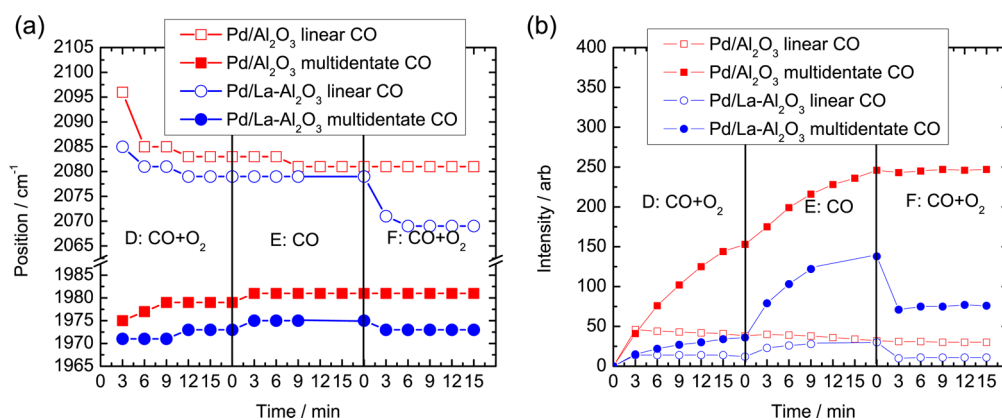 (a)
Pd/Al₂O₃ linear CO
Pd/Al₂O₃ multidentate CO
Pd/La-Al₂O₃ linear CO
Pd/La-Al₂O₃ multidentate CO
Position / cm⁻¹
2105
2100
2095
2090
2085
2080
2075
2070
2065
1985
1980
1975
1970
1965
D: CO+O₂
E: CO
F: CO+O₂
0 3 6 9 12 15 0 3 6 9 12 15 0 3 6 9 12 15
Time / min
(b)
Pd/Al₂O₃ linear CO
Pd/Al₂O₃ multidentate CO
Pd/La-Al₂O₃ linear CO
Pd/La-Al₂O₃ multidentate CO
Intensity / arb
400
350
300
250
200
150
100
50
0
D: CO+O₂
E: CO
F: CO+O₂
0 3 6 9 12 15 0 3 6 9 12 15 0 3 6 9 12 15
Time / min